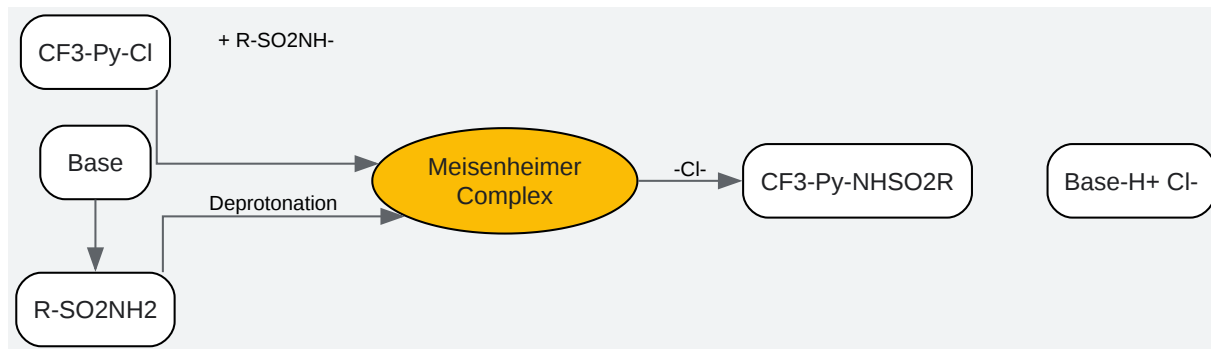 CF3-Py-Cl
+ R-SO2NH-
Base
Deprotonation
R-SO2NH2
Meisenheimer
Complex
-Cl-
CF3-Py-NHSO2R
Base-H+ Cl-